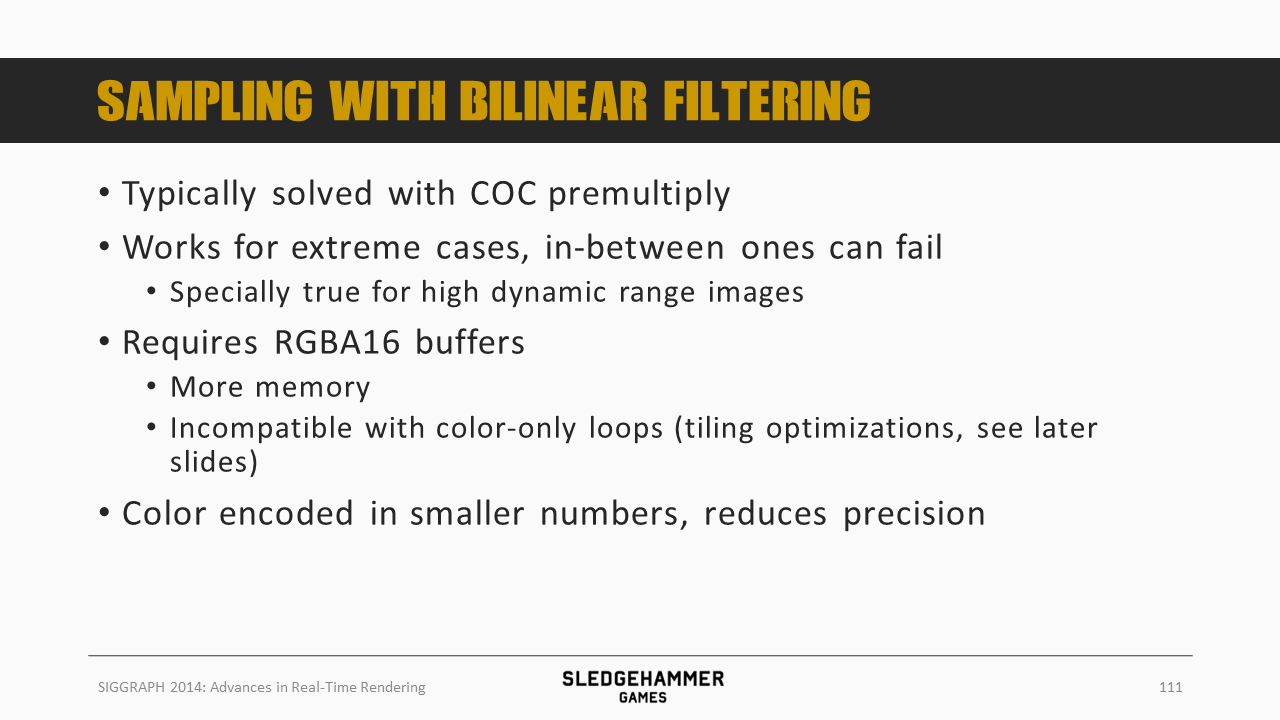 SAMPLING WITH BILINEAR FILTERING
• Typically solved with COC premultiply
• Works for extreme cases, in-between ones can fail
• Specially true for high dynamic range images
• Requires RGBA16 buffers
• More memory
• Incompatible with color-only loops (tiling optimizations, see later
slides)
• Color encoded in smaller numbers, reduces precision
SIGGRAPH 2014: Advances in Real-Time Rendering
SLEDGEHAMMER
GAMES
111